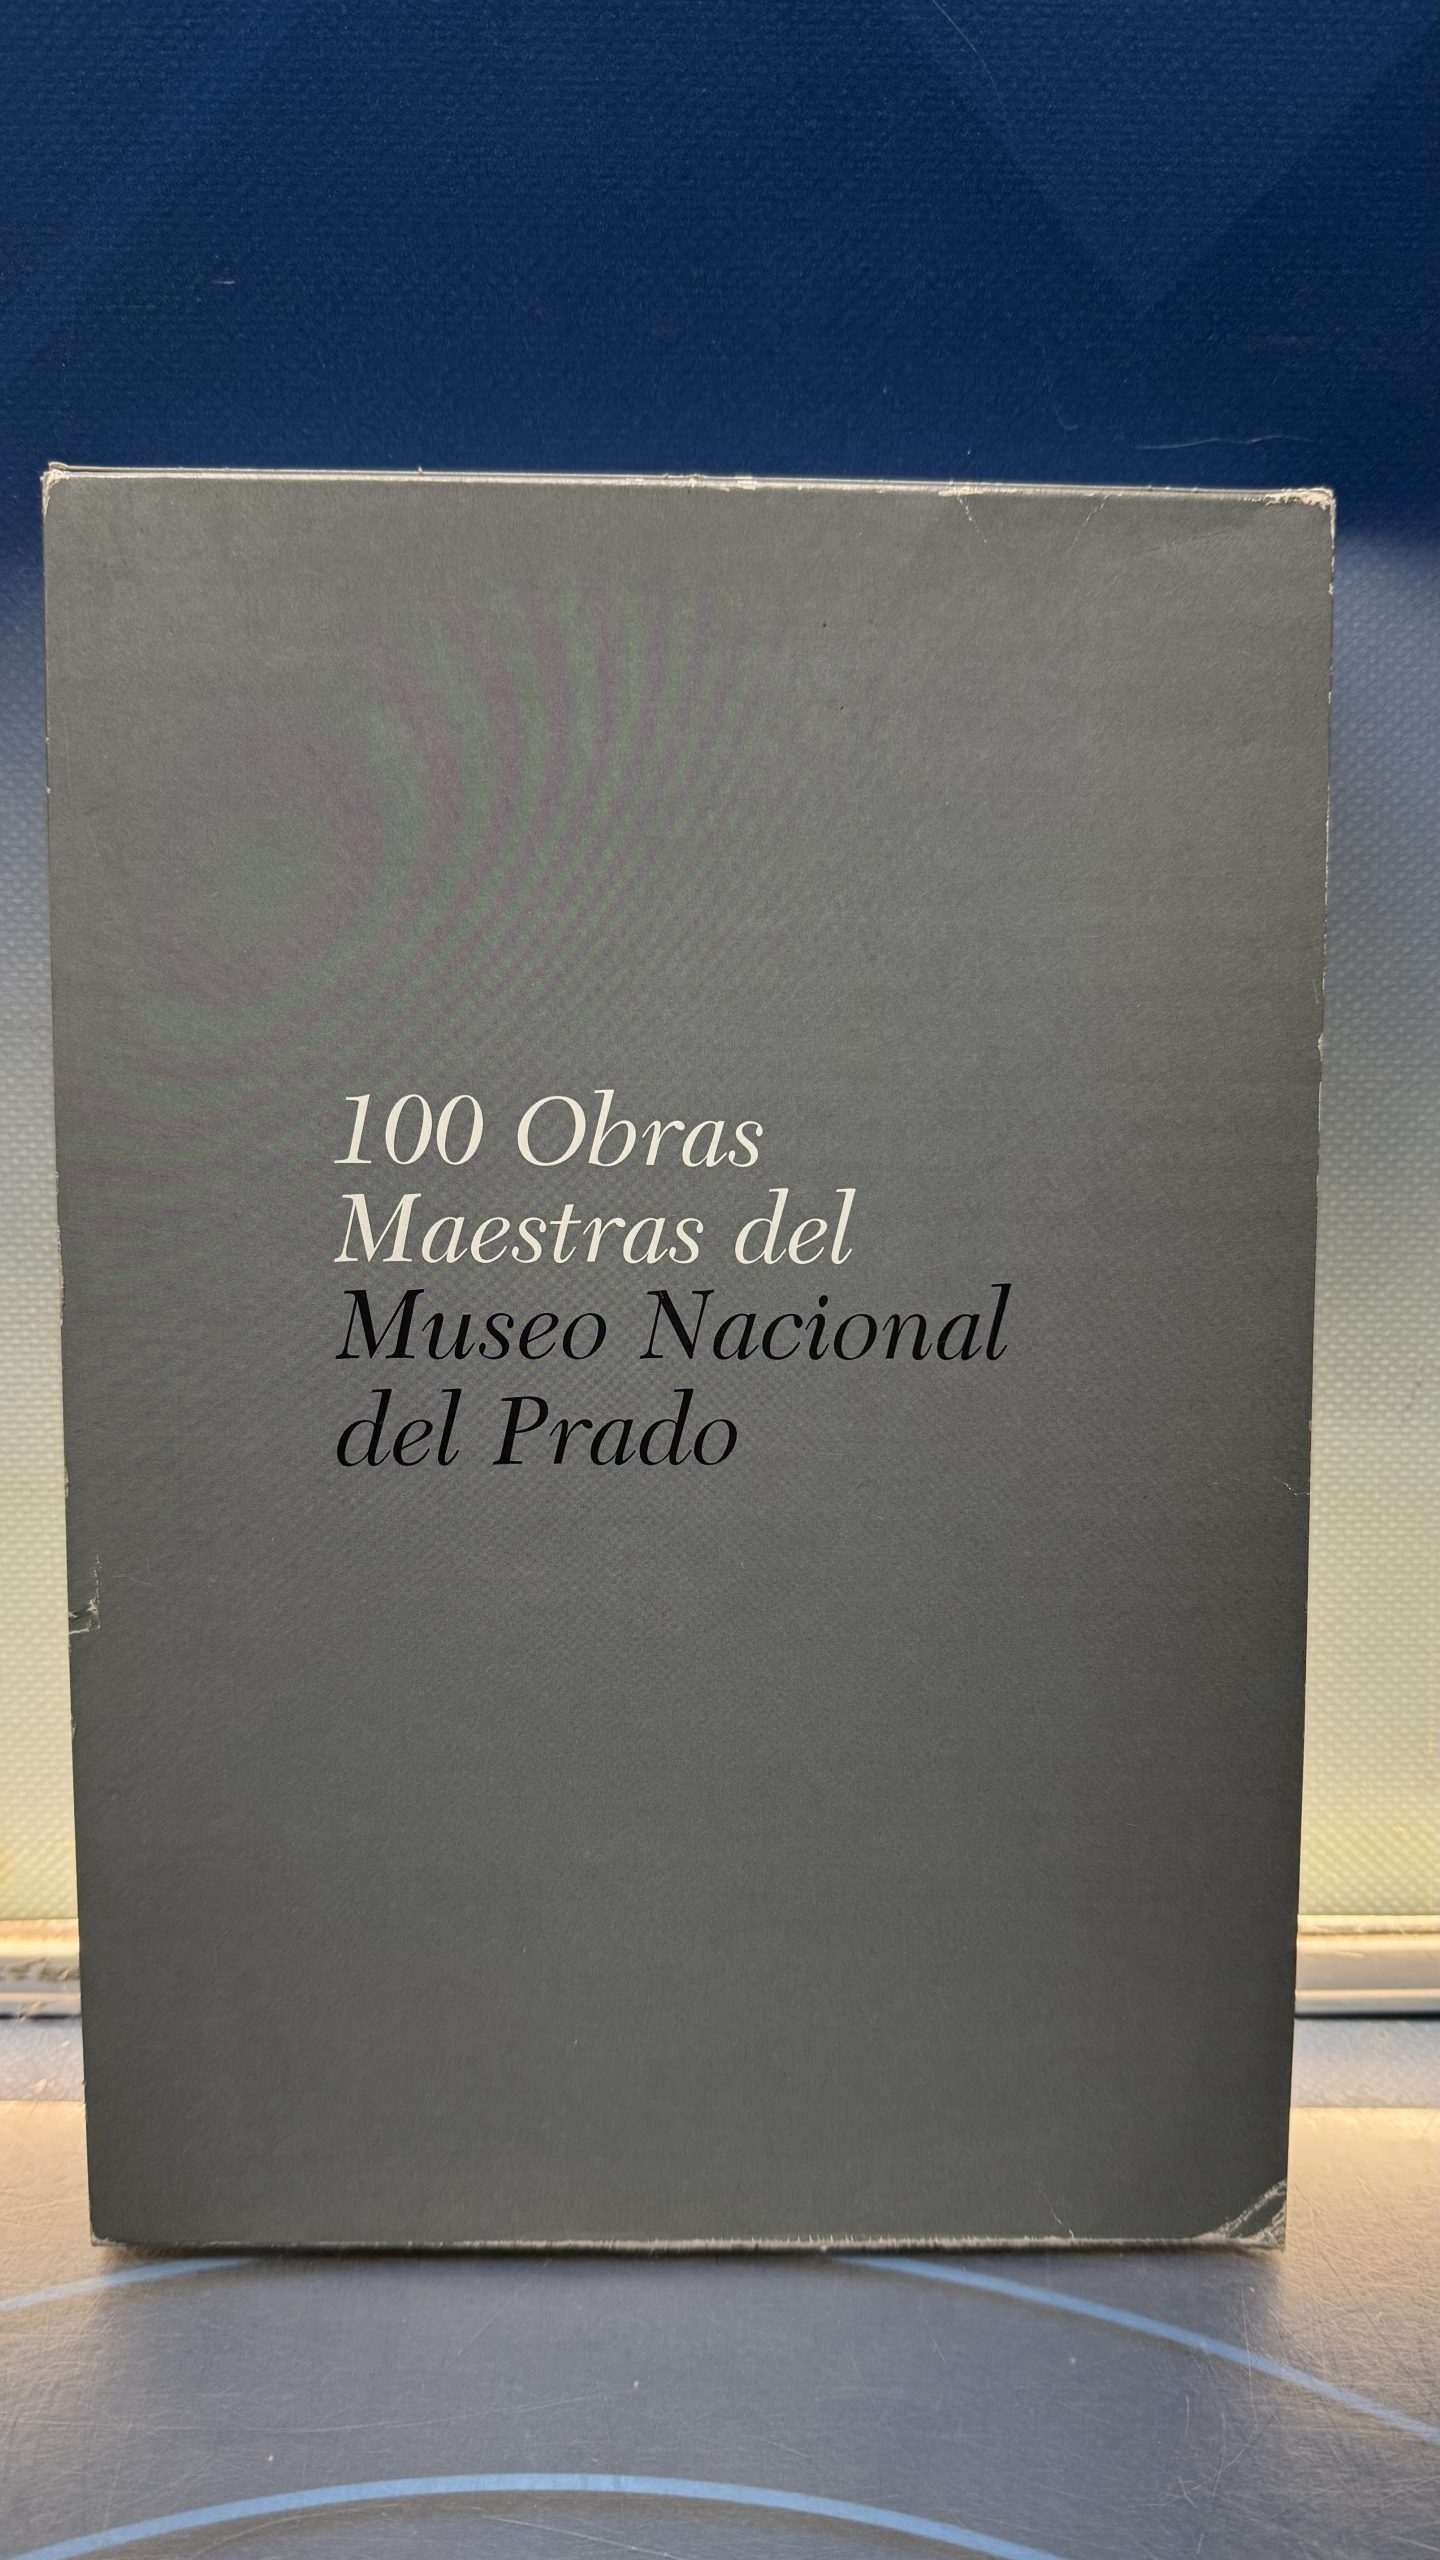 100 Obras
Maestras del
Museo Nacional
del Prado